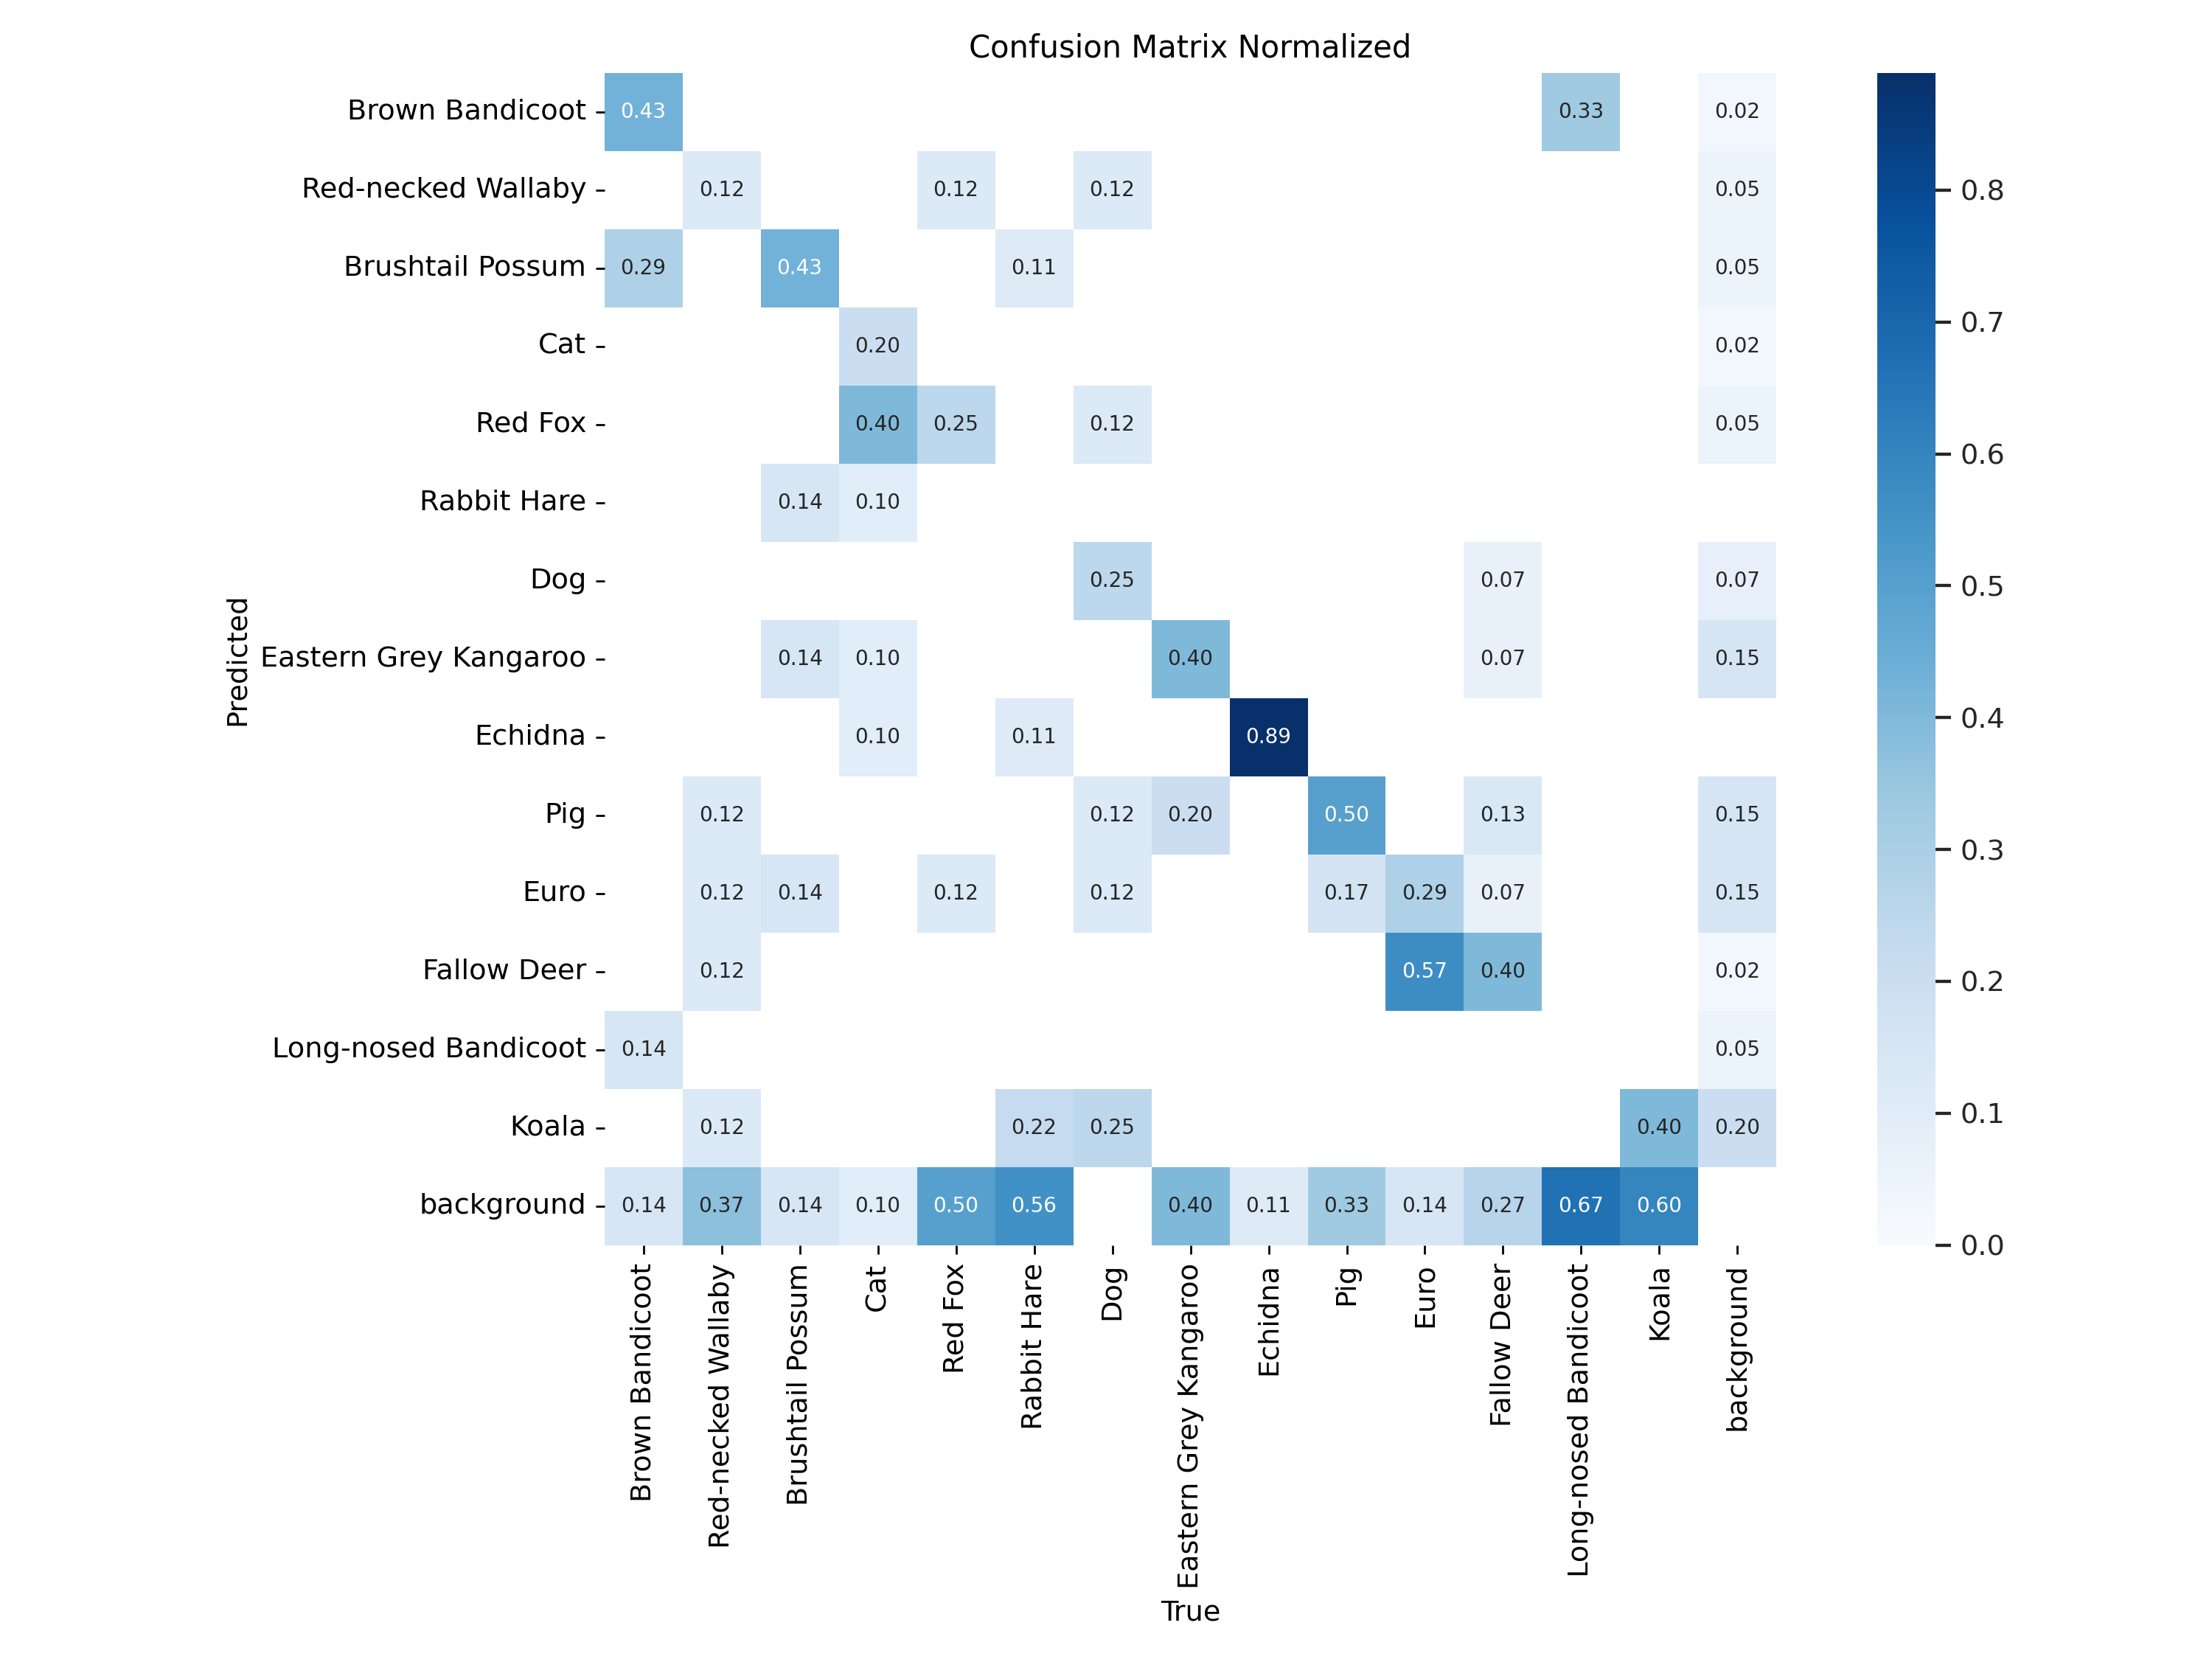 Confusion Matrix Normalized
Brown Bandicoot 0.43 0.33 0.02
Red-necked Wallaby 0.12 0.12 0.12 0.05
Brushtail Possum 0.29 0.43 0.11 0.05
Cat 0.20 0.02
Red Fox 0.40 0.25 0.12 0.05
Rabbit Hare 0.14 0.10
Dog 0.25 0.07 0.07
Eastern Grey Kangaroo 0.14 0.10 0.40 0.07 0.15
Echidna 0.10 0.11 0.89
Pig 0.12 0.12 0.20 0.50 0.13 0.15
Euro 0.12 0.14 0.12 0.12 0.17 0.29 0.07 0.15
Fallow Deer 0.12 0.57 0.40 0.02
Long-nosed Bandicoot 0.14 0.05
Koala 0.12 0.22 0.25 0.40 0.20
background 0.14 0.37 0.14 0.10 0.50 0.56 0.40 0.11 0.33 0.14 0.27 0.67 0.60
Predicted
Brown Bandicoot
Red-necked Wallaby
Brushtail Possum
Cat
Red Fox
Rabbit Hare
Dog
Eastern Grey Kangaroo
Echidna
Pig
Euro
Fallow Deer
Long-nosed Bandicoot
Koala
background
True
0.8
0.7
0.6
0.5
0.4
0.3
0.2
0.1
0.0